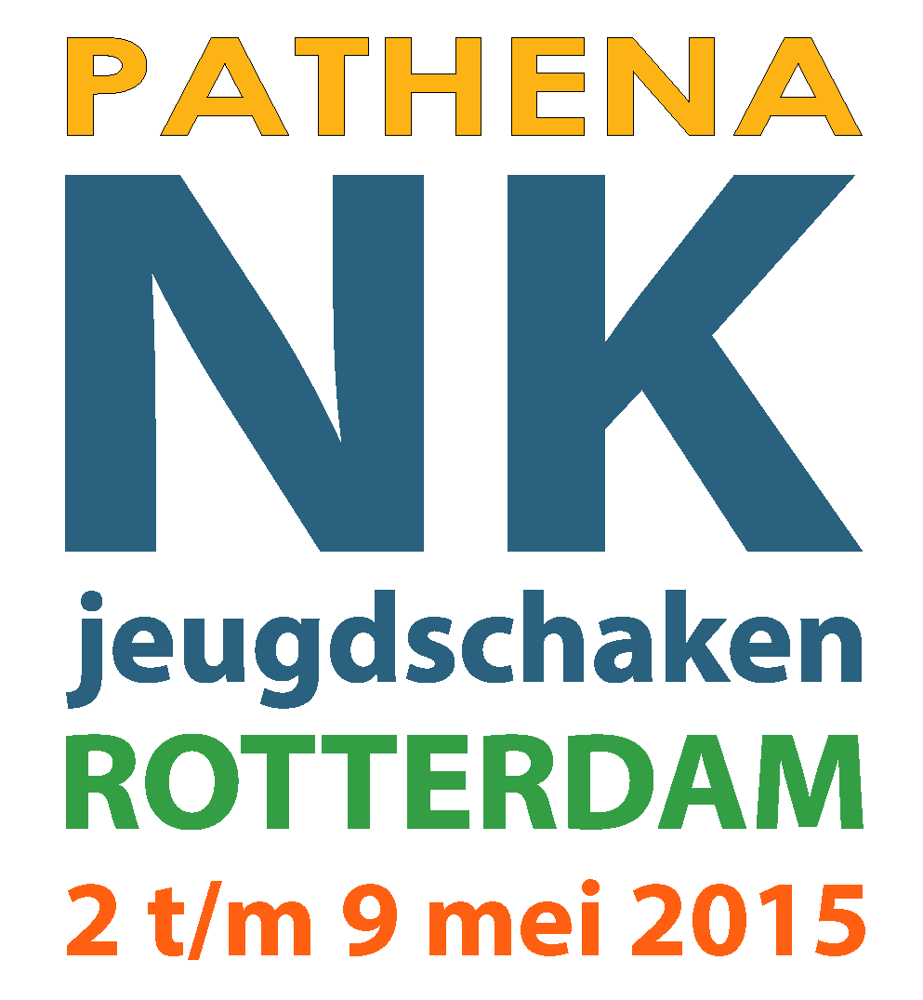 PATHENA
NK
jeugdschaken
ROTTERDAM
2 t/m 9 mei 2015